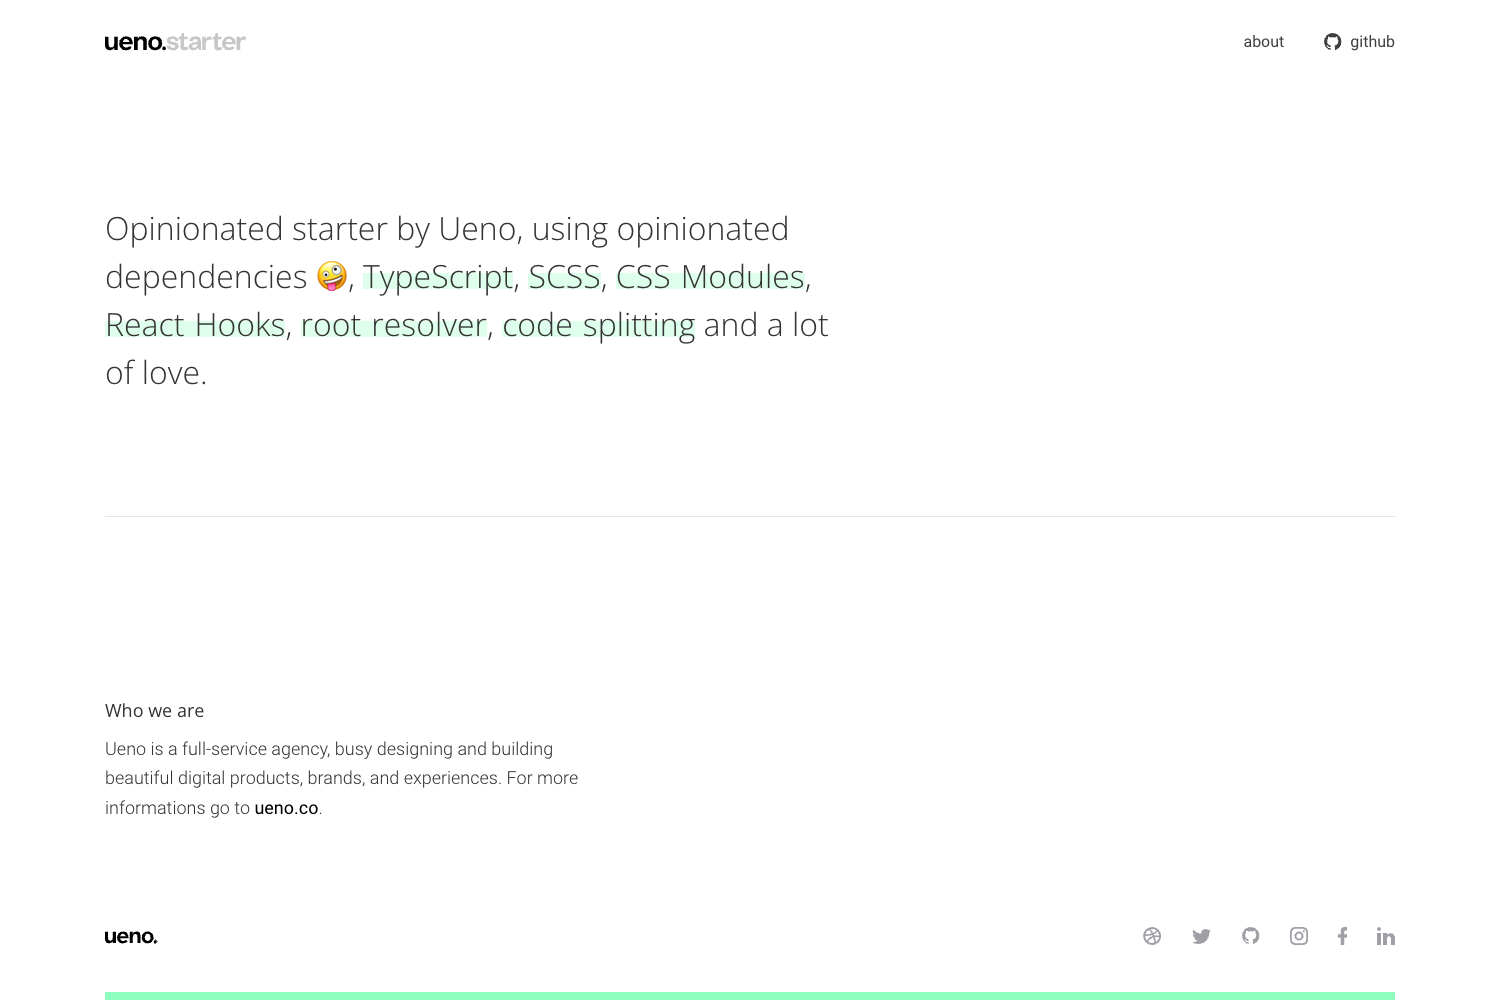 ueno.starter
about
github
Opinionated starter by Ueno, using opinionated
dependencies 🤪, TypeScript, SCSS, CSS Modules,
React Hooks, root resolver, code splitting and a lot
of love.
Who we are
Ueno is a full-service agency, busy designing and building
beautiful digital products, brands, and experiences. For more
informations go to ueno.co.
ueno.